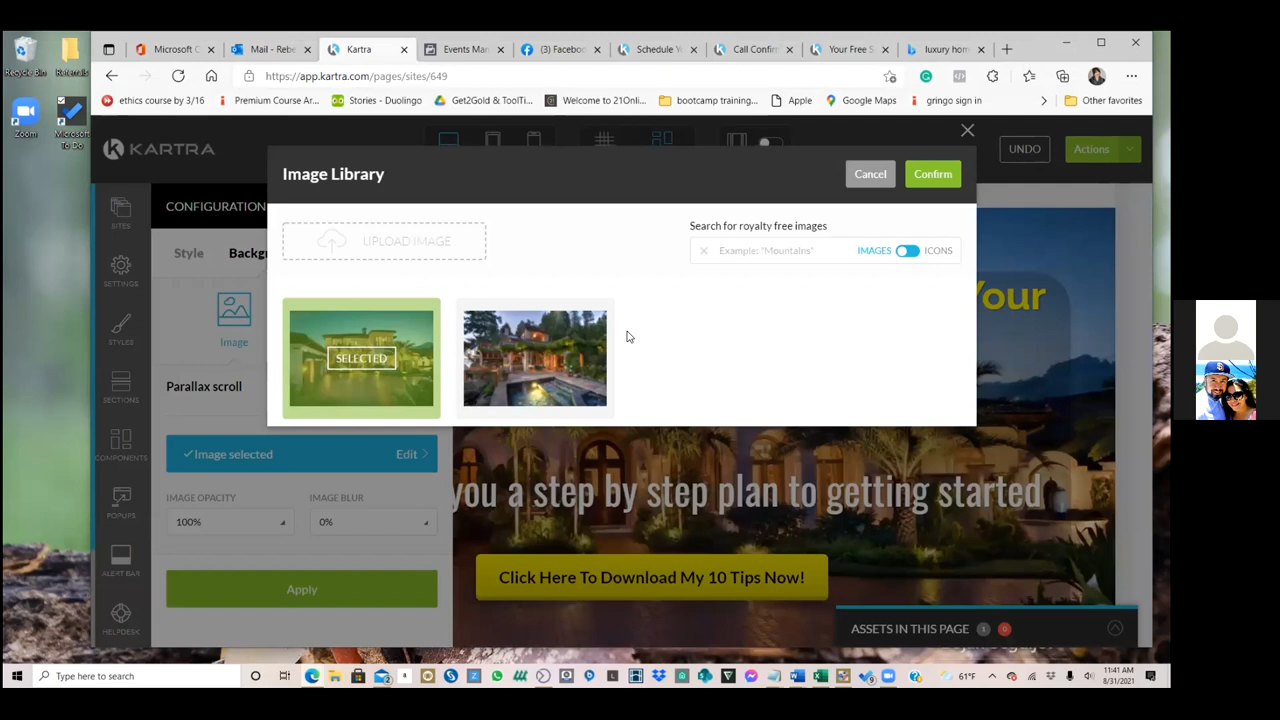 Recycle Bin
Referrals
Zoom
Microsoft
To Do
Microsoft
Mail - Rebe
Kartra
Events Man
(3) Faceboo
Schedule Yo
Call Confirm
Your Free S
luxury hom
https://app.kartra.com/pages/sites/649
ethics course by 3/16
Premium Course Ar...
Stories - Duolingo
Get2Gold & ToolTi...
Welcome to 21Onli...
bootcamp training...
Apple
Google Maps
gringo sign in
Other favorites
KARTRA
UNDO
Actions
Image Library
Cancel
Confirm
UPLOAD IMAGE
Search for royalty free images
Example: "Mountains"
IMAGES
ICONS
SELECTED
CONFIGURATION
Style
Backgr
Image
Parallax scroll
Image selected
Edit
IMAGE OPACITY
IMAGE BLUR
100%
0%
Apply
SITES
SETTINGS
STYLES
SECTIONS
COMPONENTS
POPUPS
ALERT BAR
HELPDESK
Your
you a step by step plan to getting started
Click Here To Download My 10 Tips Now!
ASSETS IN THIS PAGE 1 0
Type here to search
61°F
11:41 AM
8/31/2021